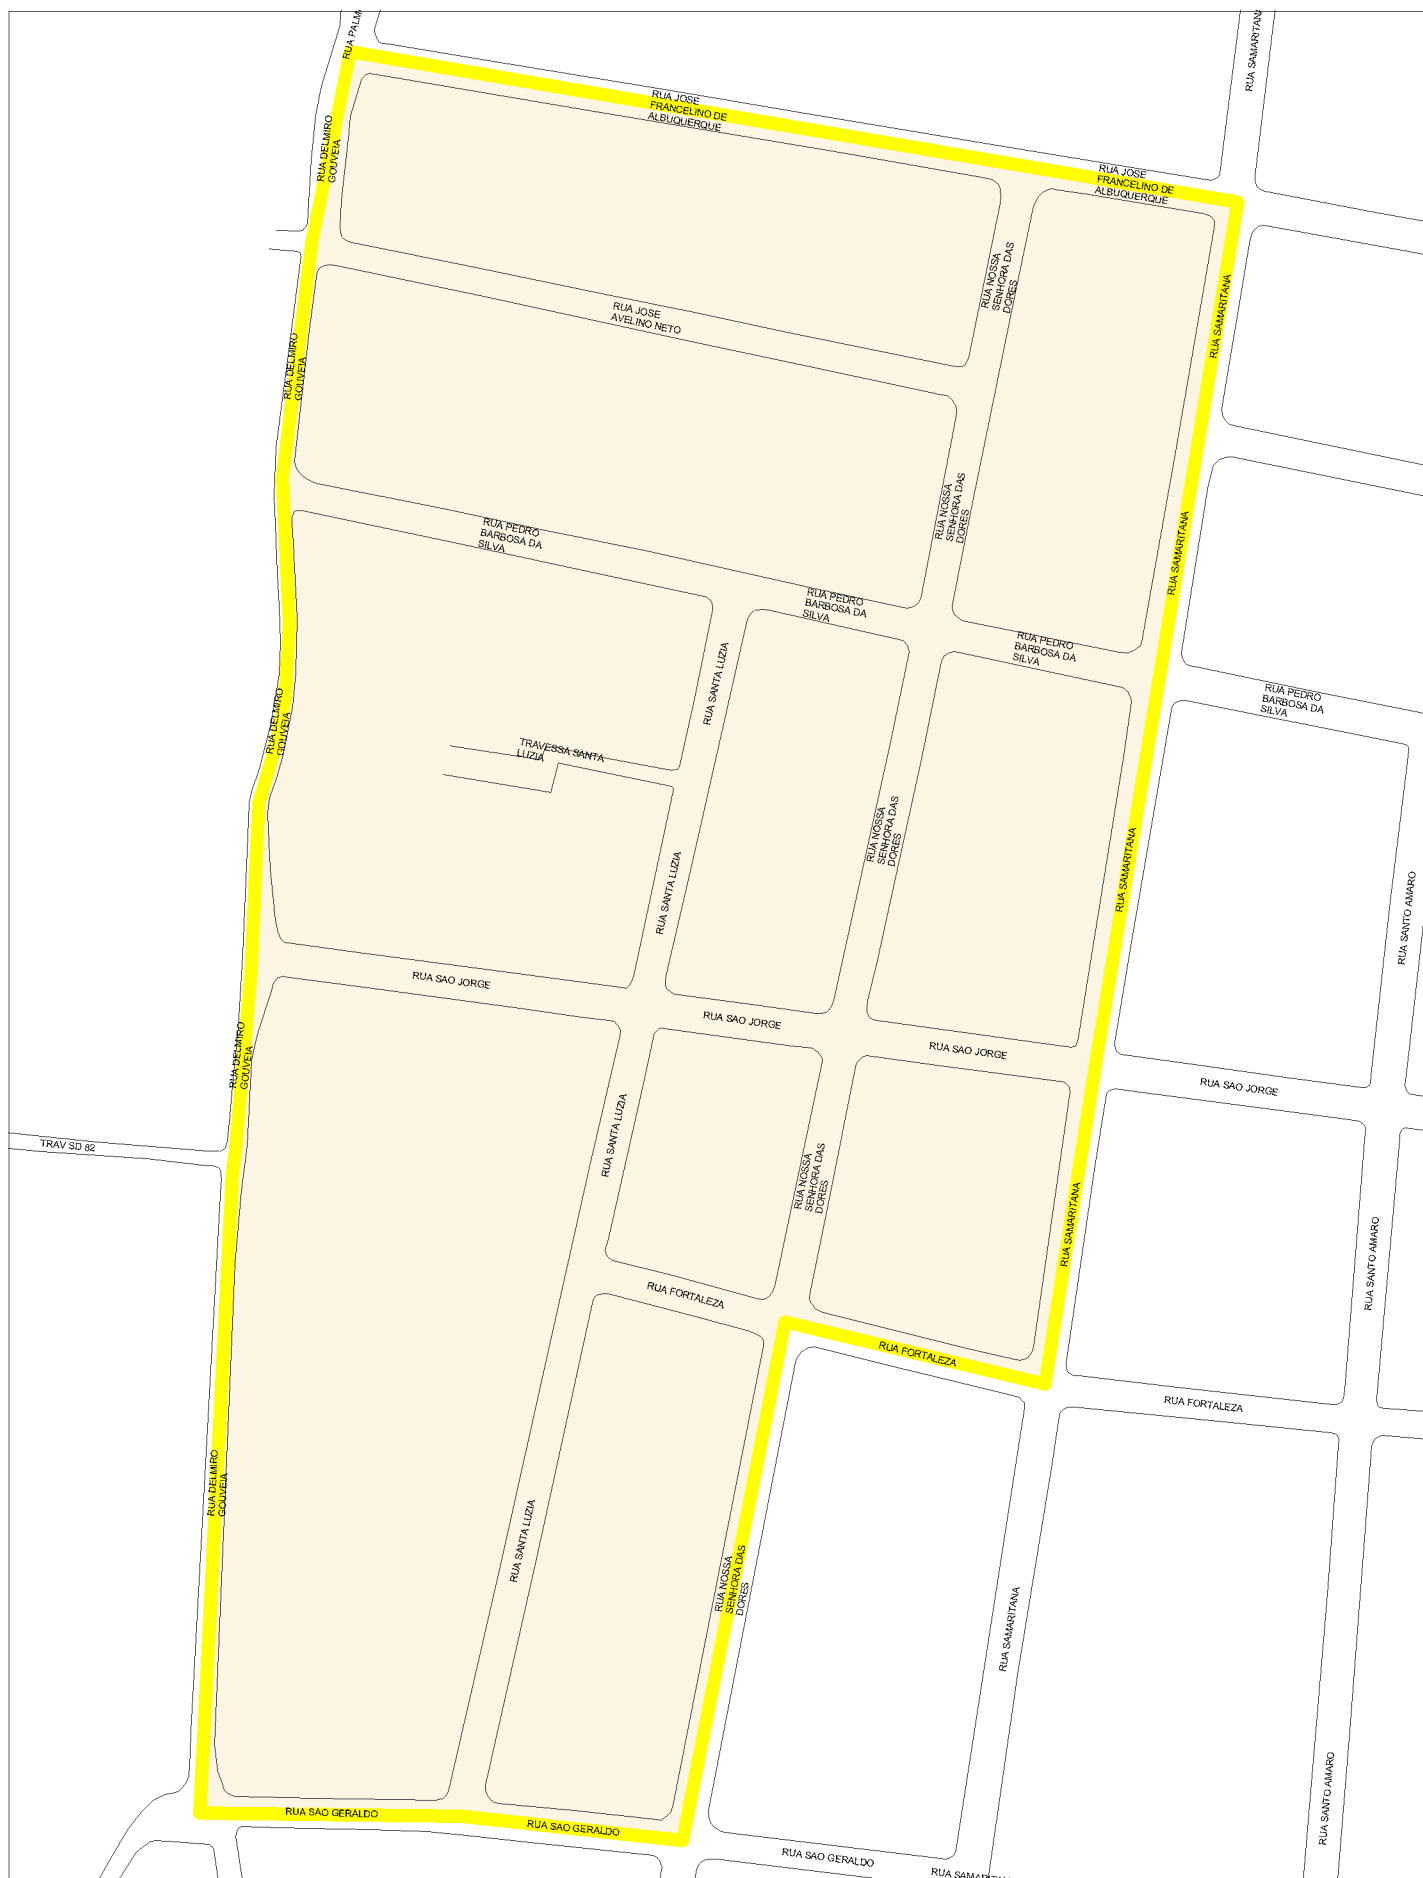 RUA PALM
RUA SAMARITANA
RUA JOSE
FRANCELINO DE
ALBUQUERQUE
RUA DELMIRO
GOUVEIA
RUA JOSE
FRANCELINO DE
ALBUQUERQUE
RUA NOSSA
SENHORA DAS
DORES
RUA SAMARITANA
RUA JOSE
AVELINO NETO
RUA DELMIRO
GOUVEIA
RUA NOSSA
SENHORA DAS
DORES
RUA PEDRO
BARBOSA DA
SILVA
RUA SAMARITANA
RUA PEDRO
BARBOSA DA
SILVA
RUA PEDRO
BARBOSA DA
SILVA
RUA SANTA LUZIA
RUA PEDRO
BARBOSA DA
SILVA
RUA DELMIRO
GOUVEIA
TRAVESSA SANTA
LUZIA
RUA NOSSA
SENHORA DAS
DORES
RUA SAMARITANA
RUA SANTA LUZIA
RUA SANTO AMARO
RUA SAO JORGE
RUA SAO JORGE
RUA SAO JORGE
RUA DELMIRO
GOUVEIA
RUA SAO JORGE
RUA SANTA LUZIA
TRAV SD 82
RUA NOSSA
SENHORA DAS
DORES
RUA SAMARITANA
RUA SANTO AMARO
RUA FORTALEZA
RUA FORTALEZA
RUA FORTALEZA
RUA DELMIRO
GOUVEIA
RUA SANTA LUZIA
RUA NOSSA
SENHORA DAS
DORES
RUA SAMARITANA
RUA SANTO AMARO
RUA SAO GERALDO
RUA SAO GERALDO
RUA SAO GERALDO
RUA